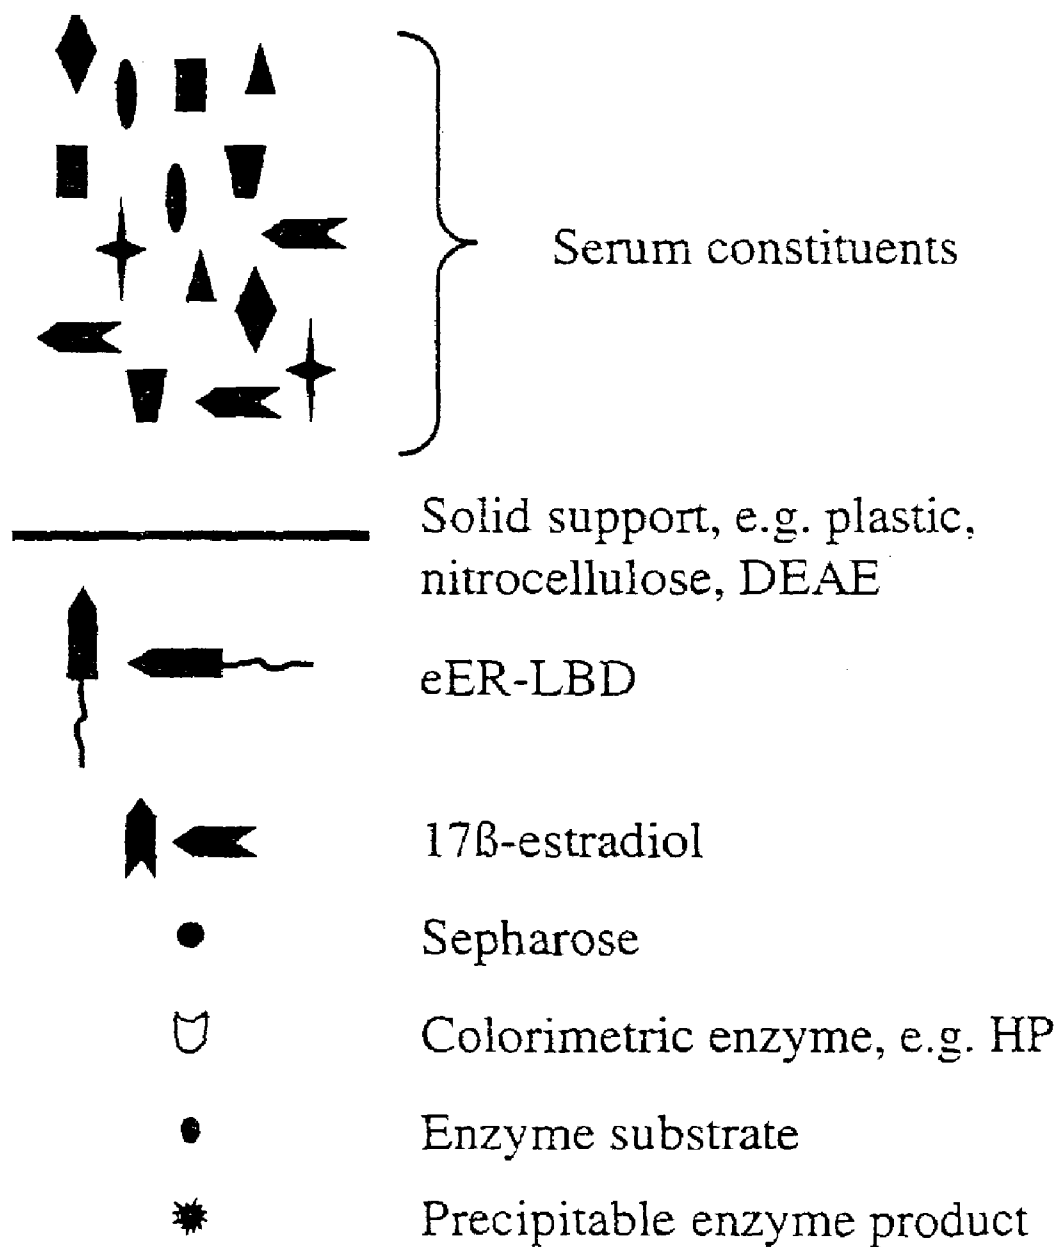 Serum constituents
Solid support, e.g. plastic,
nitrocellulose, DEAE
eER-LBD
17ß-estradiol
Sepharose
Colorimetric enzyme, e.g. HP
Enzyme substrate
Precipitable enzyme product